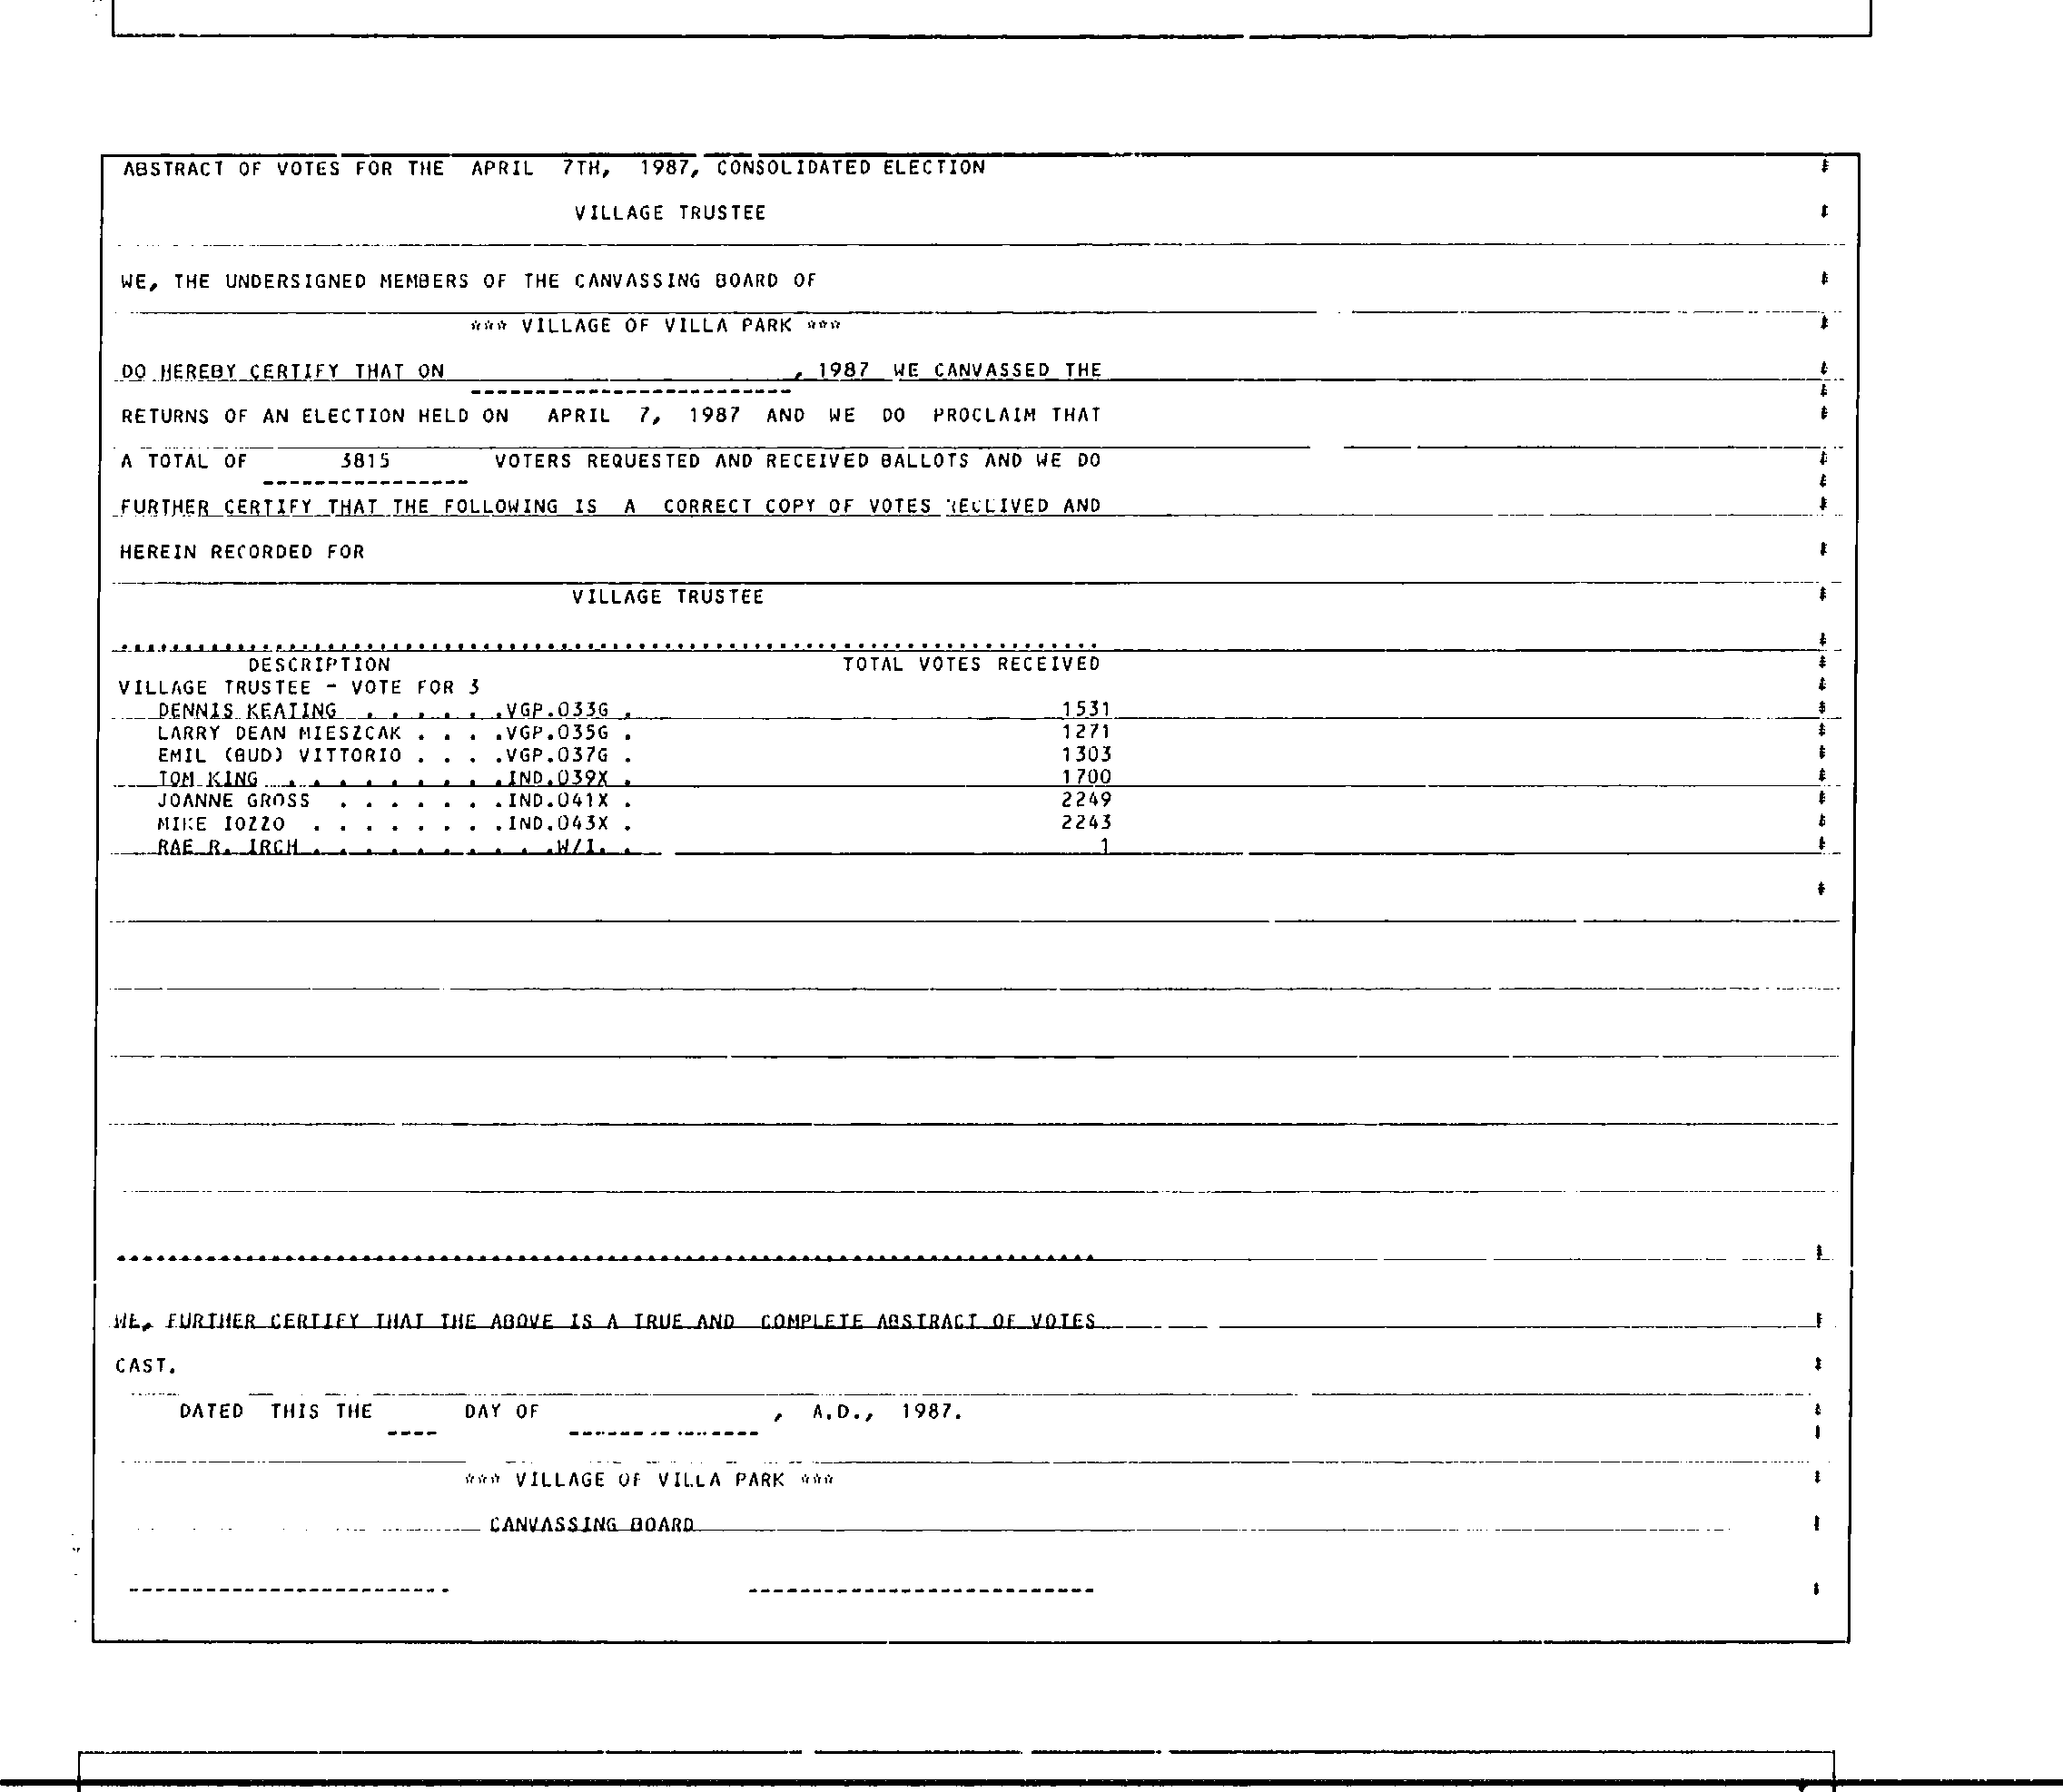 ABSTRACT OF VOTES FOR THE APRIL 7TH, 1987, CONSOLIDATED ELECTION
VILLAGE TRUSTEE
WE, THE UNDERSIGNED MEMBERS OF THE CANVASSING BOARD OF
*** VILLAGE OF VILLA PARK ***
DO HEREBY CERTIFY THAT ON , 1987 WE CANVASSED THE
RETURNS OF AN ELECTION HELD ON APRIL 7, 1987 AND WE DO PROCLAIM THAT
A TOTAL OF 3815 VOTERS REQUESTED AND RECEIVED BALLOTS AND WE DO
FURTHER CERTIFY THAT THE FOLLOWING IS A CORRECT COPY OF VOTES RECEIVED AND
HEREIN RECORDED FOR
VILLAGE TRUSTEE
DESCRIPTION TOTAL VOTES RECEIVED
VILLAGE TRUSTEE - VOTE FOR 3
DENNIS KEATING . . . . . .VGP.033G . 1531
LARRY DEAN MIESZCAK . . . .VGP.035G . 1271
EMIL (BUD) VITTORIO . . . .VGP.037G . 1303
TOM KING . . . . . . . . .IND.039X . 1700
JOANNE GROSS . . . . . . .IND.041X . 2249
MIKE IOZZO . . . . . . . .IND.043X . 2243
RAE R. IRCH . . . . . . . . . .W/I. . 1
WE, FURTHER CERTIFY THAT THE ABOVE IS A TRUE AND COMPLETE ABSTRACT OF VOTES
CAST.
DATED THIS THE ---- DAY OF , A.D., 1987.
*** VILLAGE OF VILLA PARK ***
CANVASSING BOARD